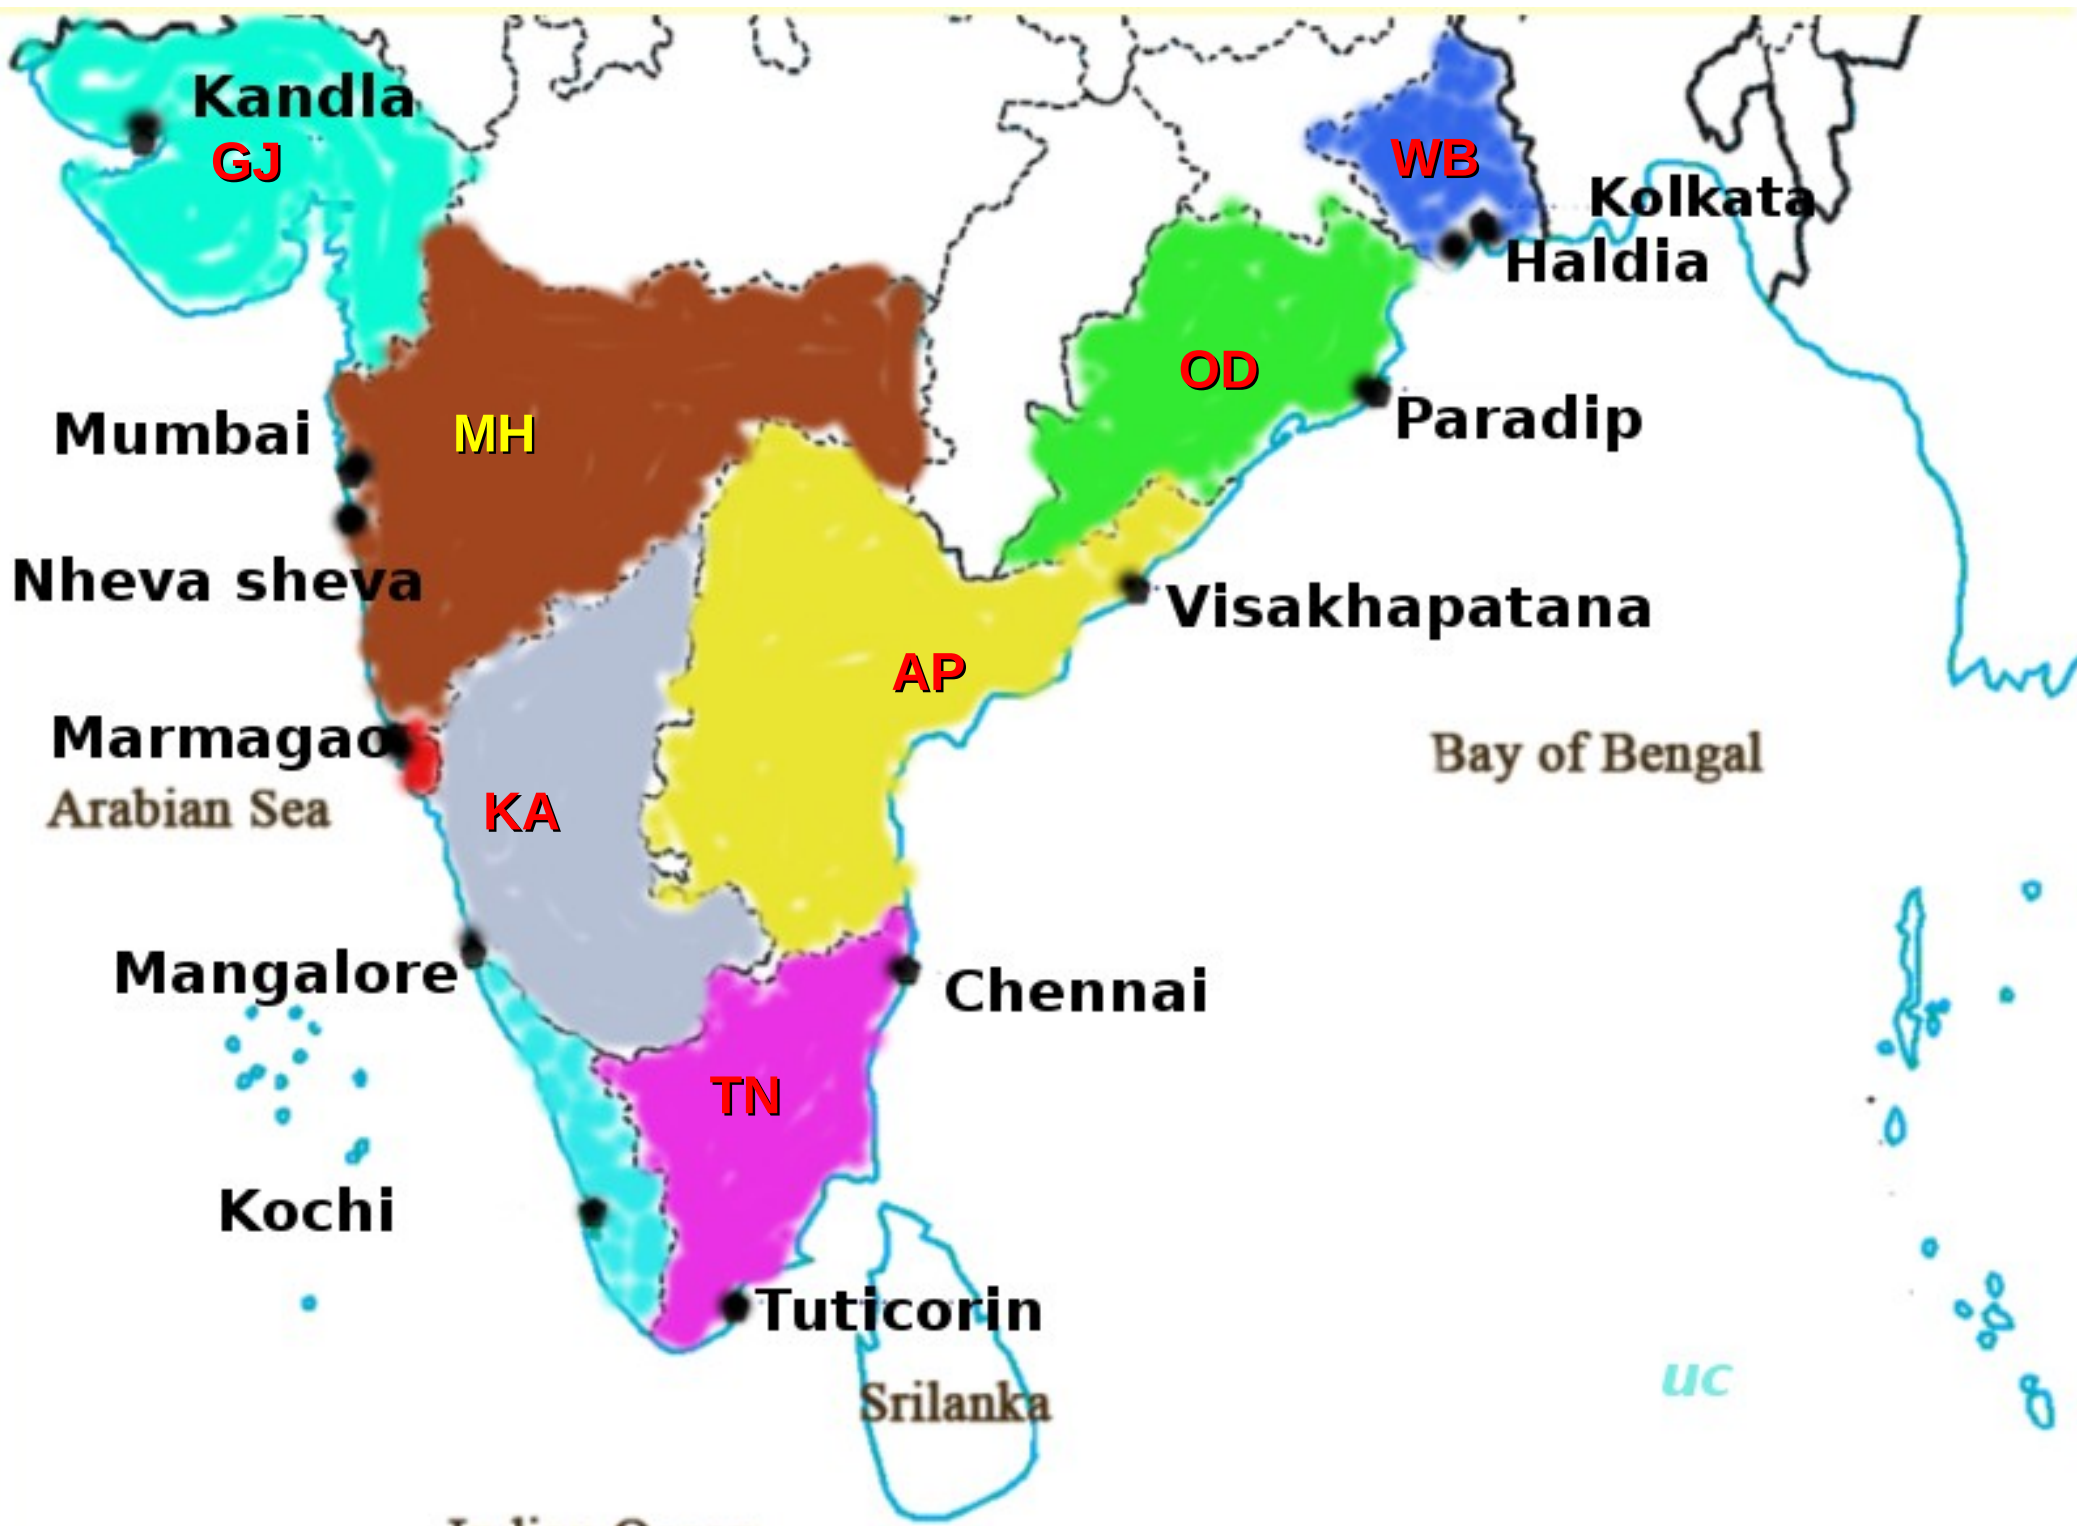 Kandla
GJ
WB
Kolkata
Haldia
OD
Paradip
Mumbai
MH
Nheva sheva
Visakhapatana
AP
Marmagao
Bay of Bengal
Arabian Sea
KA
Mangalore
Chennai
TN
Kochi
Tuticorin
uc
Srilanka